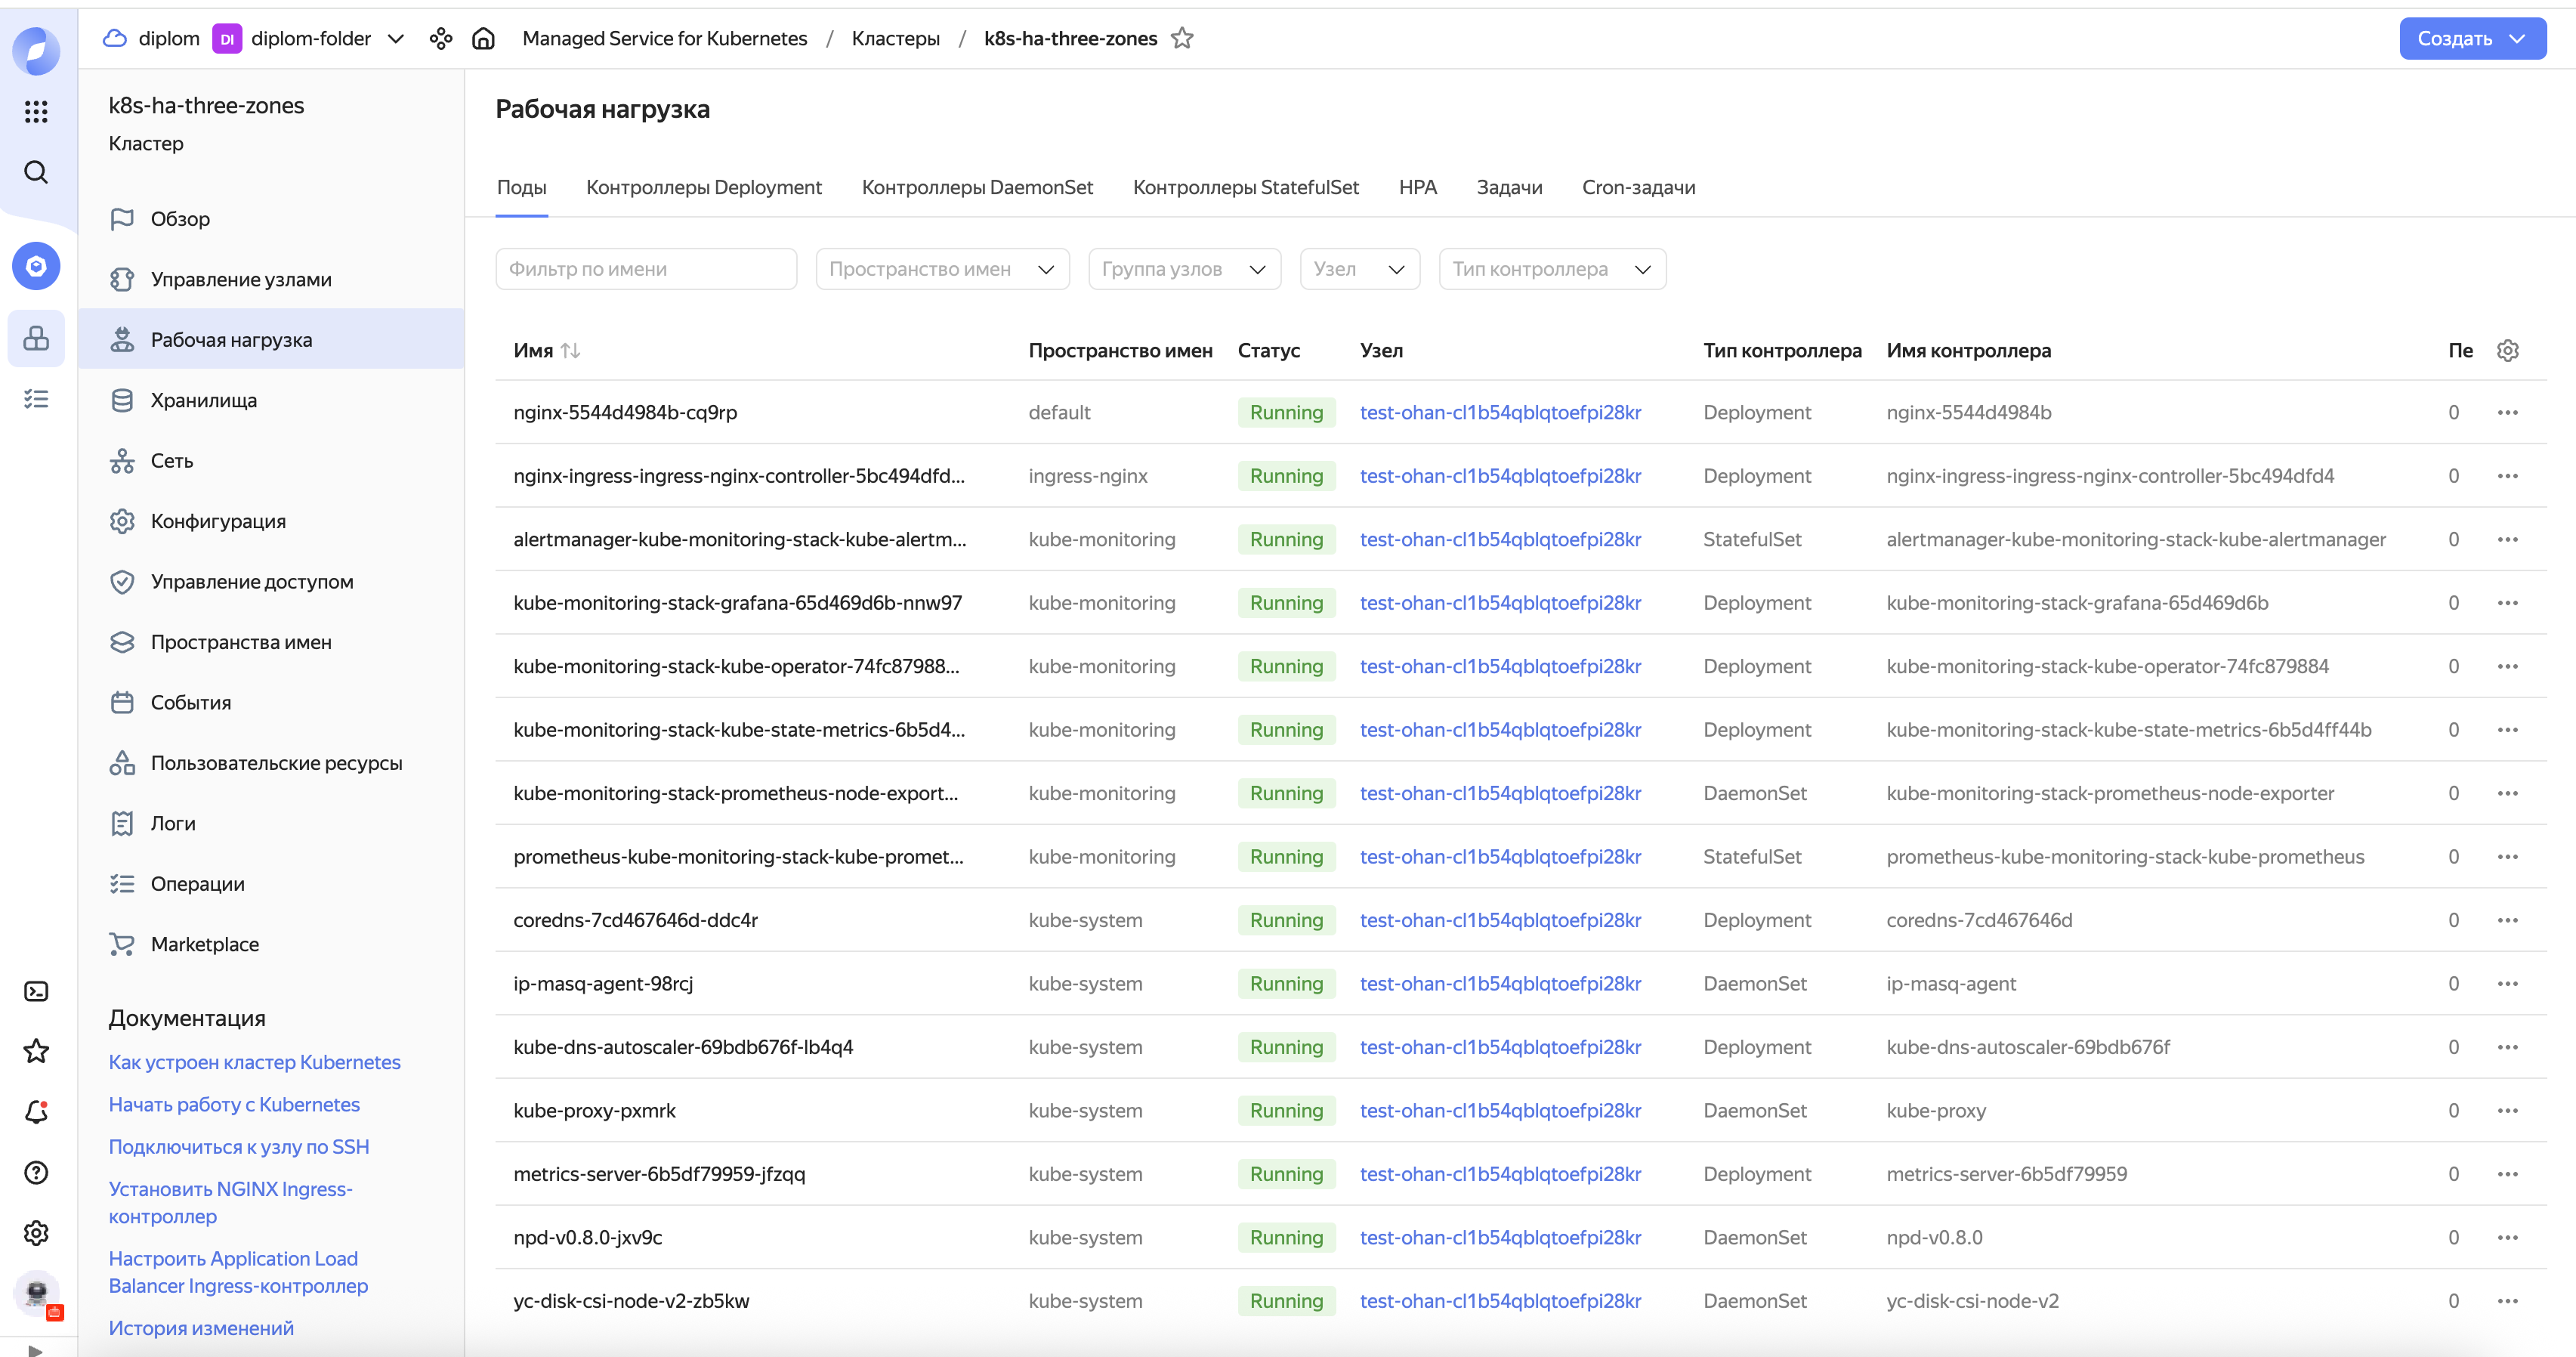 diplom DI diplom-folder Managed Service for Kubernetes / Кластеры / k8s-ha-three-zones Создать
k8s-ha-three-zones
Кластер
Обзор
Управление узлами
Рабочая нагрузка
Хранилища
Сеть
Конфигурация
Управление доступом
Пространства имен
События
Пользовательские ресурсы
Логи
Операции
Marketplace
Документация
Как устроен кластер Kubernetes
Начать работу с Kubernetes
Подключиться к узлу по SSH
Установить NGINX Ingress-
контроллер
Настроить Application Load
Balancer Ingress-контроллер
История изменений
Рабочая нагрузка
Поды Контроллеры Deployment Контроллеры DaemonSet Контроллеры StatefulSet HPA Задачи Cron-задачи
Фильтр по имени Пространство имен Группа узлов Узел Тип контроллера
Имя Пространство имен Статус Узел Тип контроллера Имя контроллера Пе
nginx-5544d4984b-cq9rp default Running test-ohan-cl1b54qblqtoefpi28kr Deployment nginx-5544d4984b 0
nginx-ingress-ingress-nginx-controller-5bc494dfd... ingress-nginx Running test-ohan-cl1b54qblqtoefpi28kr Deployment nginx-ingress-ingress-nginx-controller-5bc494dfd4 0
alertmanager-kube-monitoring-stack-kube-alertm... kube-monitoring Running test-ohan-cl1b54qblqtoefpi28kr StatefulSet alertmanager-kube-monitoring-stack-kube-alertmanager 0
kube-monitoring-stack-grafana-65d469d6b-nnw97 kube-monitoring Running test-ohan-cl1b54qblqtoefpi28kr Deployment kube-monitoring-stack-grafana-65d469d6b 0
kube-monitoring-stack-kube-operator-74fc87988... kube-monitoring Running test-ohan-cl1b54qblqtoefpi28kr Deployment kube-monitoring-stack-kube-operator-74fc879884 0
kube-monitoring-stack-kube-state-metrics-6b5d4... kube-monitoring Running test-ohan-cl1b54qblqtoefpi28kr Deployment kube-monitoring-stack-kube-state-metrics-6b5d4ff44b 0
kube-monitoring-stack-prometheus-node-export... kube-monitoring Running test-ohan-cl1b54qblqtoefpi28kr DaemonSet kube-monitoring-stack-prometheus-node-exporter 0
prometheus-kube-monitoring-stack-kube-promet... kube-monitoring Running test-ohan-cl1b54qblqtoefpi28kr StatefulSet prometheus-kube-monitoring-stack-kube-prometheus 0
coredns-7cd467646d-ddc4r kube-system Running test-ohan-cl1b54qblqtoefpi28kr Deployment coredns-7cd467646d 0
ip-masq-agent-98rcj kube-system Running test-ohan-cl1b54qblqtoefpi28kr DaemonSet ip-masq-agent 0
kube-dns-autoscaler-69bdb676f-lb4q4 kube-system Running test-ohan-cl1b54qblqtoefpi28kr Deployment kube-dns-autoscaler-69bdb676f 0
kube-proxy-pxmrk kube-system Running test-ohan-cl1b54qblqtoefpi28kr DaemonSet kube-proxy 0
metrics-server-6b5df79959-jfzqq kube-system Running test-ohan-cl1b54qblqtoefpi28kr Deployment metrics-server-6b5df79959 0
npd-v0.8.0-jxv9c kube-system Running test-ohan-cl1b54qblqtoefpi28kr DaemonSet npd-v0.8.0 0
yc-disk-csi-node-v2-zb5kw kube-system Running test-ohan-cl1b54qblqtoefpi28kr DaemonSet yc-disk-csi-node-v2 0